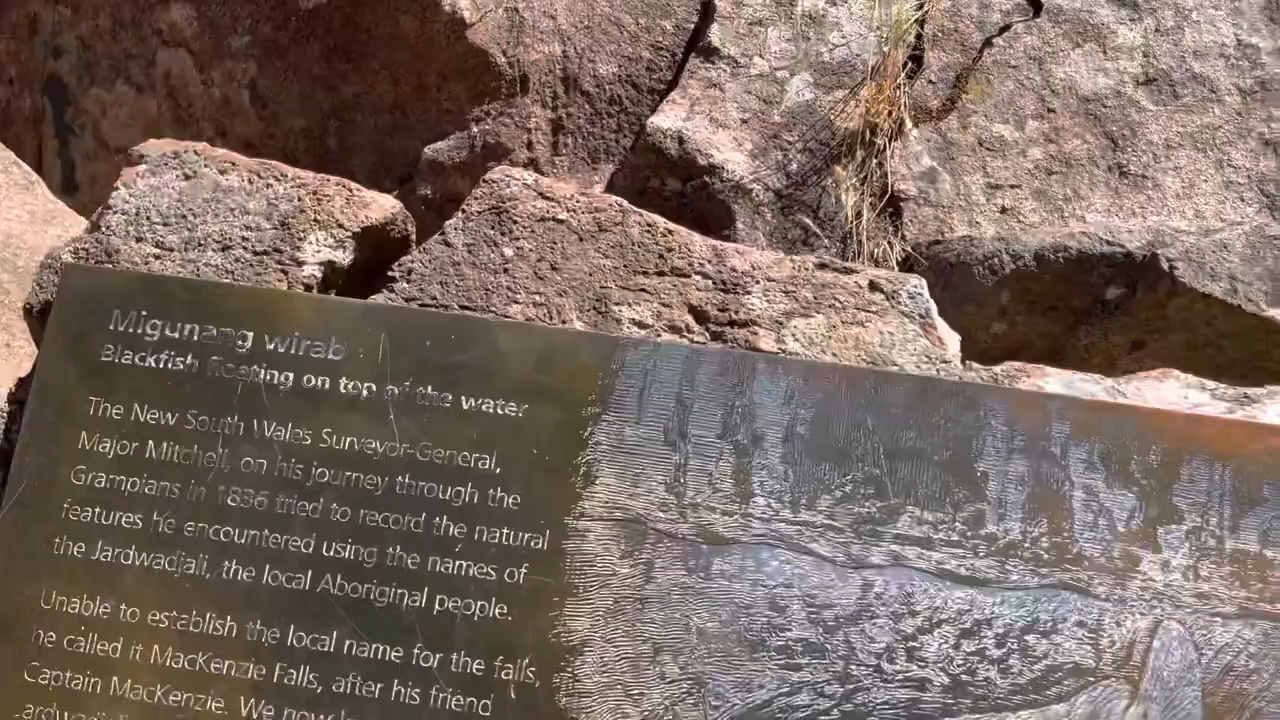 Migunang wirab
Blackfish floating on top of the water
The New South Wales Surveyor-General,
Major Mitchell, on his journey through the
Grampians in 1836 tried to record the natural
features he encountered using the names of
the Jardwadjali, the local Aboriginal people.
Unable to establish the local name for the falls,
he called it MacKenzie Falls, after his friend
Captain MacKenzie. We now